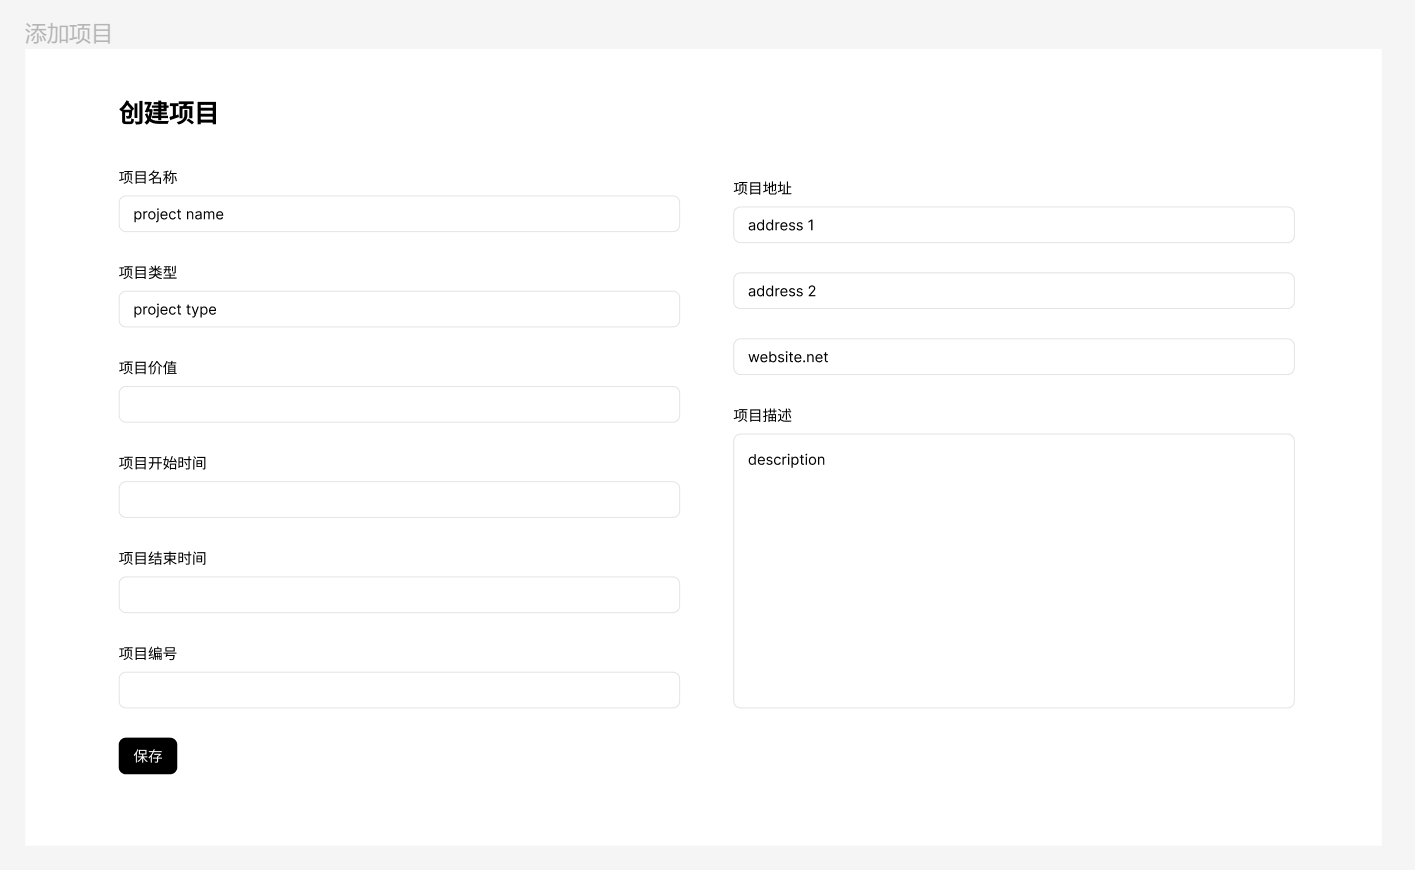 添加项目
创建项目
项目名称
project name
项目类型
project type
项目价值
项目开始时间
项目结束时间
项目编号
保存
项目地址
address 1
address 2
website.net
项目描述
description